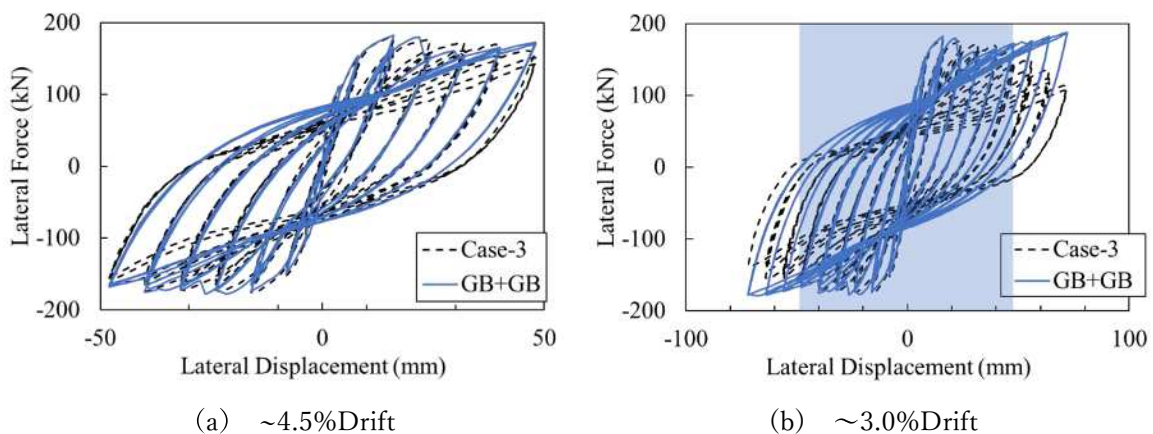 200
100
0
-100
-200
Lateral Force (kN)
-50
0
50
Lateral Displacement (mm)
Case-3
GB+GB
(a) ~4.5%Drift
200
100
0
-100
-200
Lateral Force (kN)
-100
0
100
Lateral Displacement (mm)
Case-3
GB+GB
(b) ～3.0%Drift